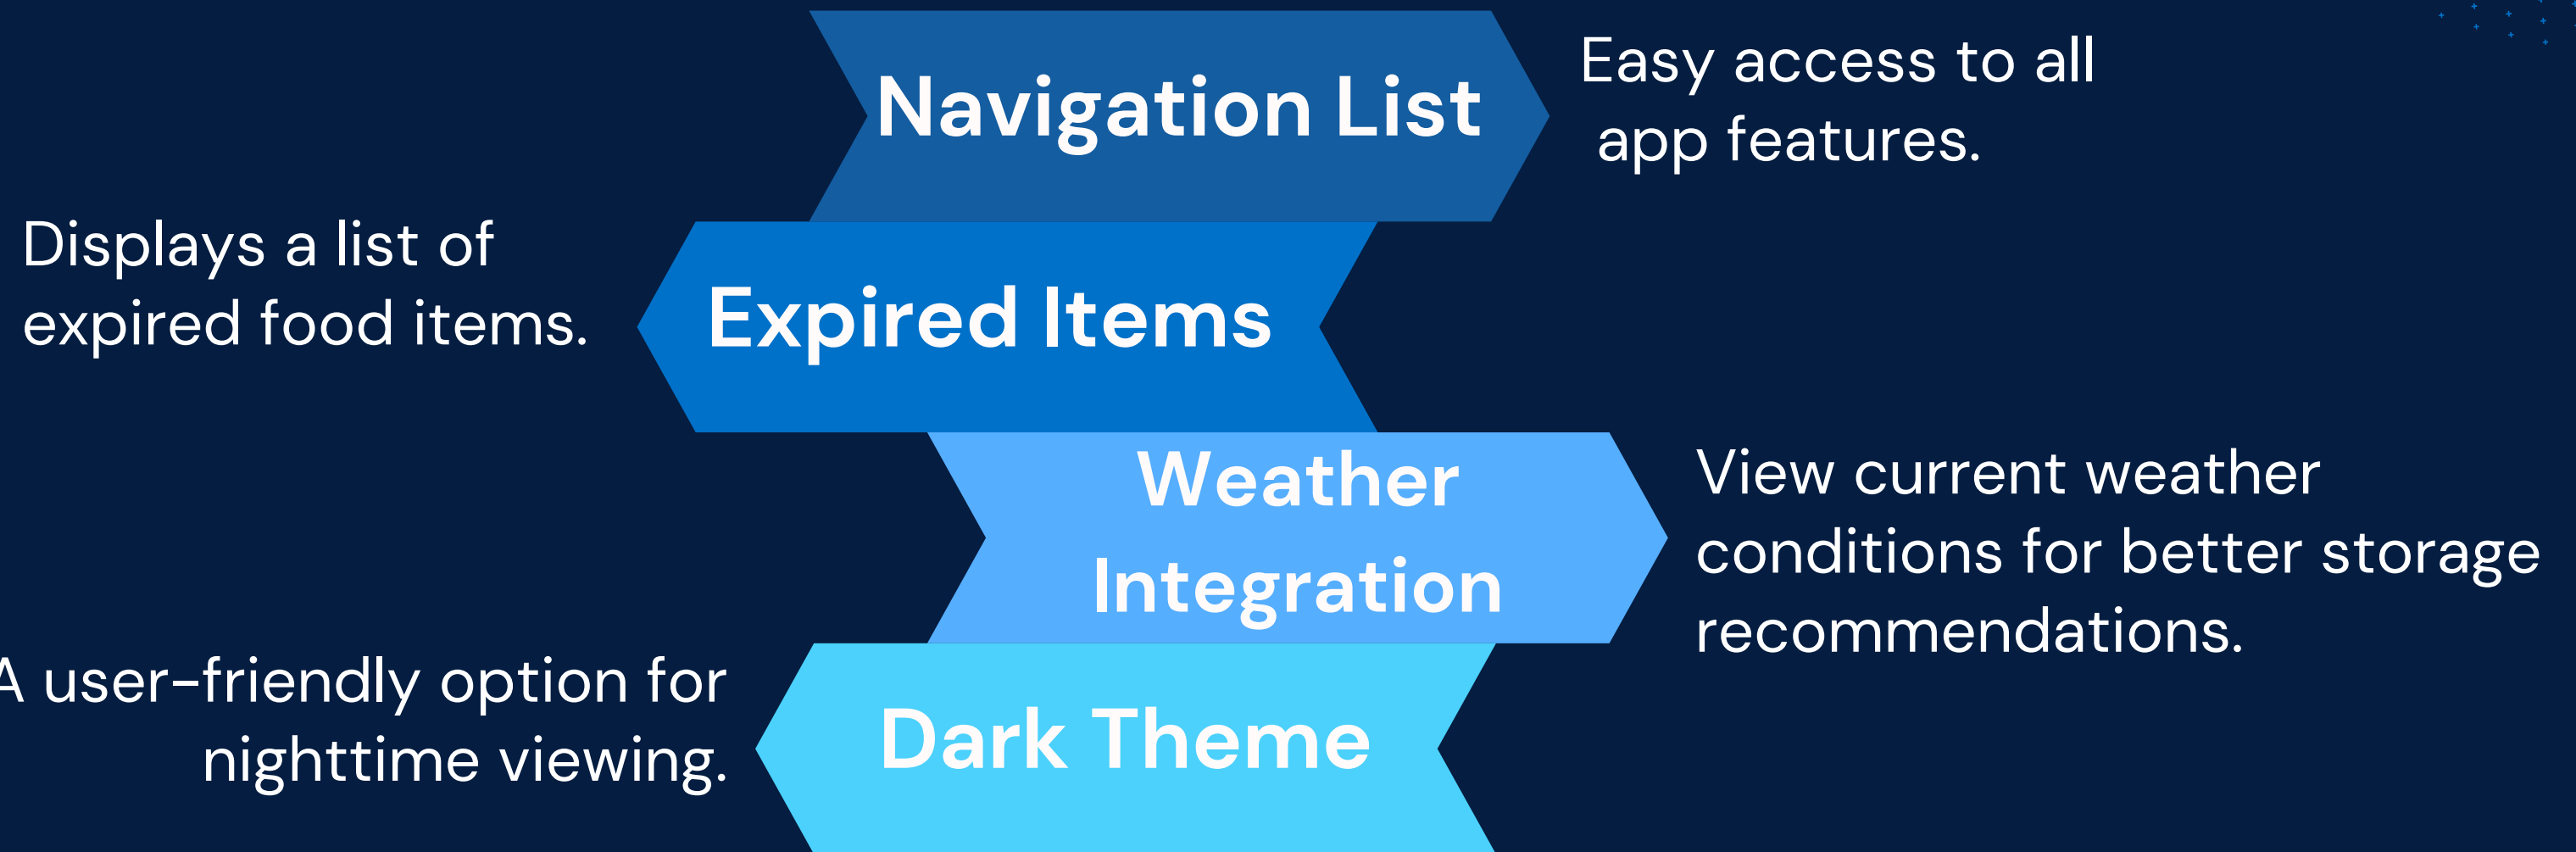 Navigation List
Easy access to all
app features.
Displays a list of
expired food items.
Expired Items
Weather
Integration
View current weather
conditions for better storage
recommendations.
A user-friendly option for
nighttime viewing.
Dark Theme